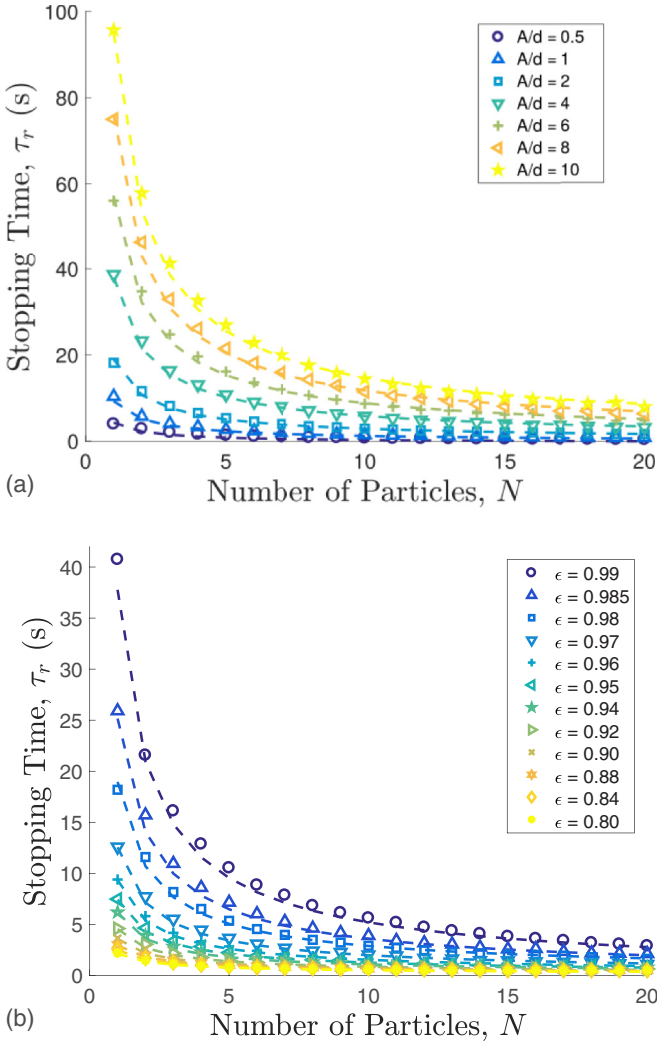 100
80
60
40
20
0
Stopping Time, τr (s)
A/d = 0.5
A/d = 1
A/d = 2
A/d = 4
A/d = 6
A/d = 8
A/d = 10
0 5 10 15 20
(a)
Number of Particles, N
40
35
30
25
20
15
10
5
0
Stopping Time, τr (s)
ϵ = 0.99
ϵ = 0.985
ϵ = 0.98
ϵ = 0.97
ϵ = 0.96
ϵ = 0.95
ϵ = 0.94
ϵ = 0.92
ϵ = 0.90
ϵ = 0.88
ϵ = 0.84
ϵ = 0.80
0 5 10 15 20
(b)
Number of Particles, N